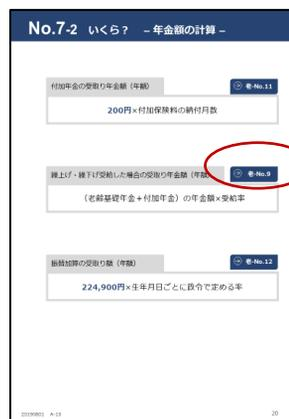 No.7-2 いくら？ – 年金額の計算 –
付加年金の受取り年金額（年額）
老-No.11
200円×付加保険料の納付月数
繰上げ・繰下げ受給した場合の受取り年金額（年額）
老-No.9
（老齢基礎年金＋付加年金）の年金額×受給率
振替加算の受取り額（年額）
老-No.12
224,900円×生年月日ごとに政令で定める率
20190801 A-13
20